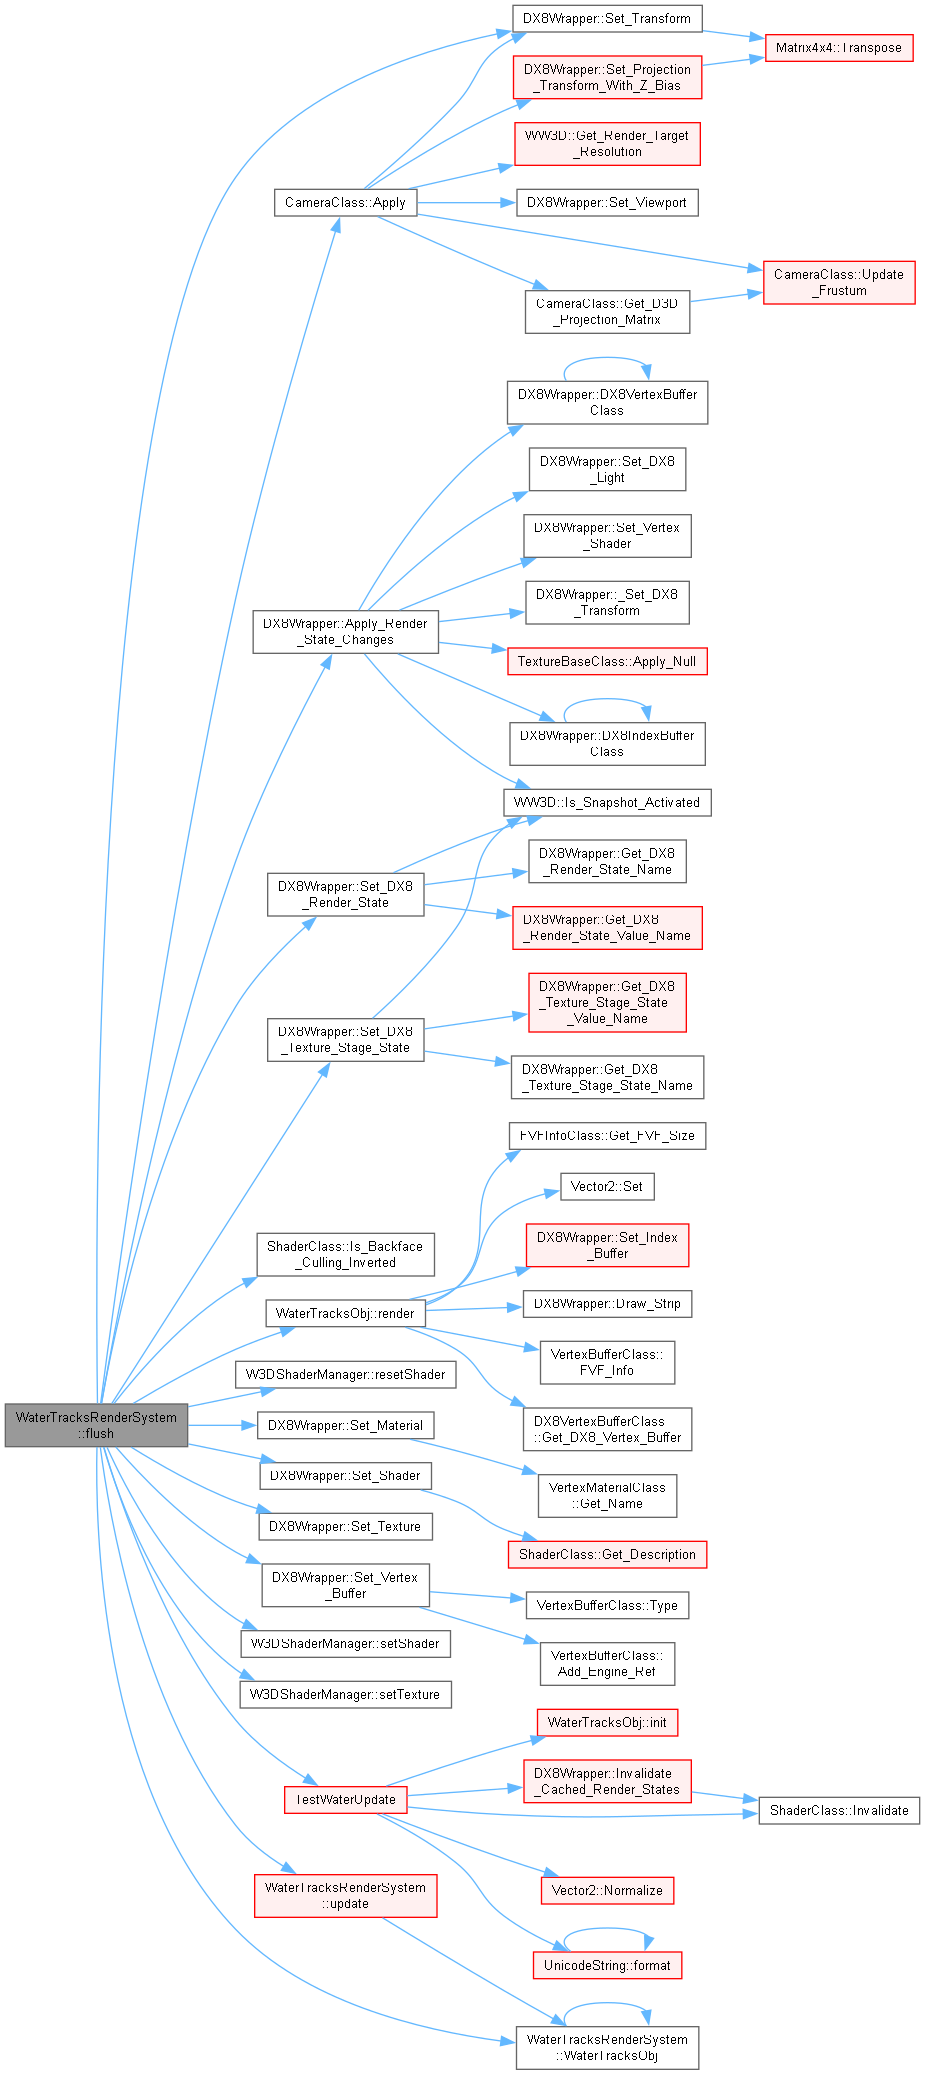 DX8Wrapper::Set_Transform
Matrix4x4::Transpose
DX8Wrapper::Set_Projection
_Transform_With_Z_Bias
WW3D::Get_Render_Target
_Resolution
CameraClass::Apply
DX8Wrapper::Set_Viewport
CameraClass::Update
_Frustum
CameraClass::Get_D3D
_Projection_Matrix
DX8Wrapper::DX8VertexBuffer
Class
DX8Wrapper::Set_DX8
_Light
DX8Wrapper::Set_Vertex
_Shader
DX8Wrapper::_Set_DX8
_Transform
DX8Wrapper::Apply_Render
_State_Changes
TextureBaseClass::Apply_Null
DX8Wrapper::DX8IndexBuffer
Class
WW3D::Is_Snapshot_Activated
DX8Wrapper::Get_DX8
_Render_State_Name
DX8Wrapper::Set_DX8
_Render_State
DX8Wrapper::Get_DX8
_Render_State_Value_Name
DX8Wrapper::Get_DX8
_Texture_Stage_State
_Value_Name
DX8Wrapper::Set_DX8
_Texture_Stage_State
DX8Wrapper::Get_DX8
_Texture_Stage_State_Name
FVFInfoClass::Get_FVF_Size
Vector2::Set
ShaderClass::Is_Backface
_Culling_Inverted
DX8Wrapper::Set_Index
_Buffer
WaterTracksObj::render
DX8Wrapper::Draw_Strip
VertexBufferClass::
FVF_Info
W3DShaderManager::resetShader
WaterTracksRenderSystem
::flush
DX8Wrapper::Set_Material
DX8VertexBufferClass
::Get_DX8_Vertex_Buffer
DX8Wrapper::Set_Shader
VertexMaterialClass
::Get_Name
DX8Wrapper::Set_Texture
ShaderClass::Get_Description
DX8Wrapper::Set_Vertex
_Buffer
VertexBufferClass::Type
W3DShaderManager::setShader
VertexBufferClass::
Add_Engine_Ref
W3DShaderManager::setTexture
WaterTracksObj::init
TestWaterUpdate
DX8Wrapper::Invalidate
_Cached_Render_States
ShaderClass::Invalidate
WaterTracksRenderSystem
::update
Vector2::Normalize
UnicodeString::format
WaterTracksRenderSystem
::WaterTracksObj